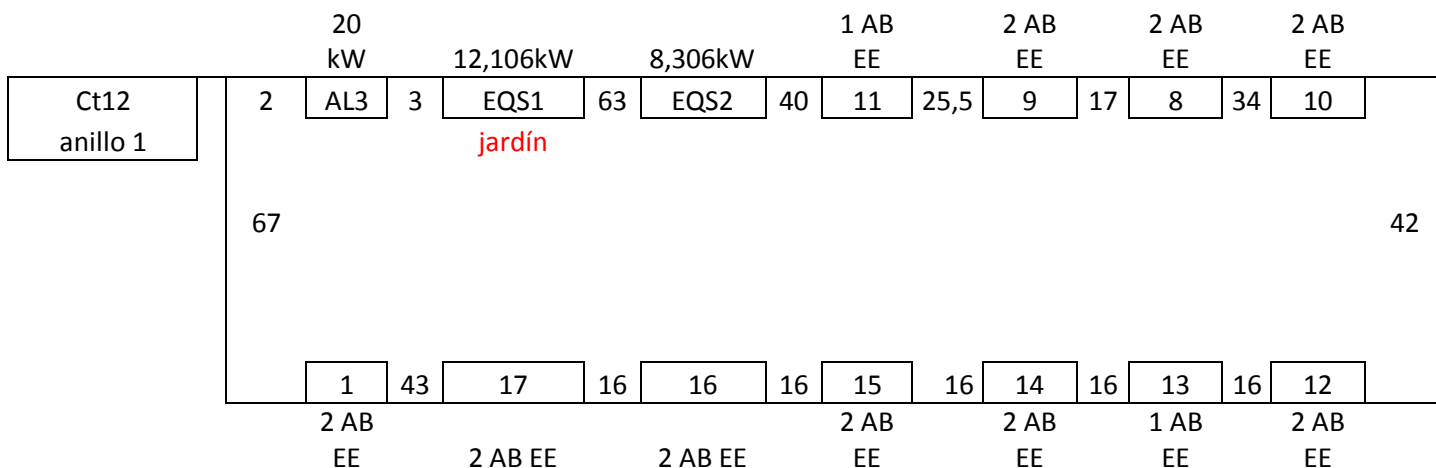 20 1 AB 2 AB 2 AB 2 AB
kW 12,106kW 8,306kW EE EE EE EE
Ct12 2 AL3 3 EQS1 63 EQS2 40 11 25,5 9 17 8 34 10
anillo 1 jardín
67 42
1 43 17 16 16 16 15 16 14 16 13 16 12
2 AB 2 AB 2 AB 1 AB 2 AB
EE 2 AB EE 2 AB EE EE EE EE EE